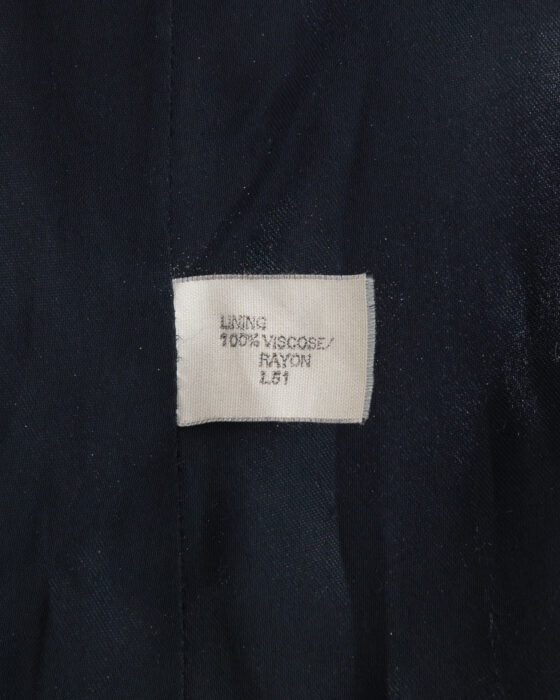 LINING
100% VISCOSE/
RAYON
L51